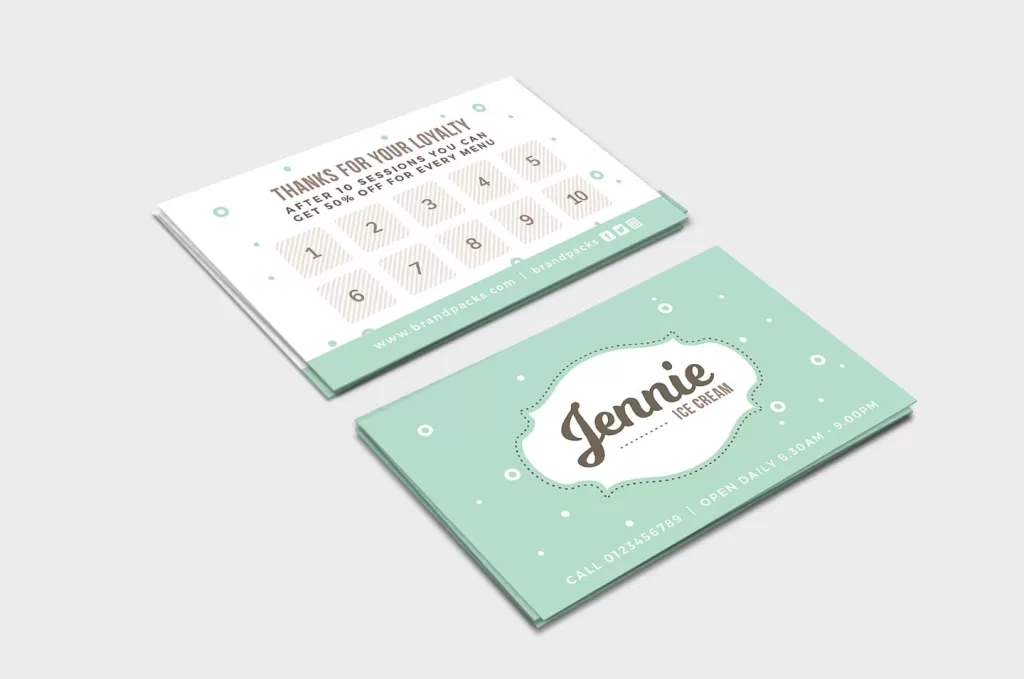 THANKS FOR YOUR LOYALTY
AFTER 10 SESSIONS YOU CAN
GET 50% OFF FOR EVERY MENU
1 2 3 4 5
6 7 8 9 10
www.brandpacks.com | brandpacks
Jennie
ICE CREAM
CALL 0123456789 | OPEN DAILY 8.30AM - 9.00PM